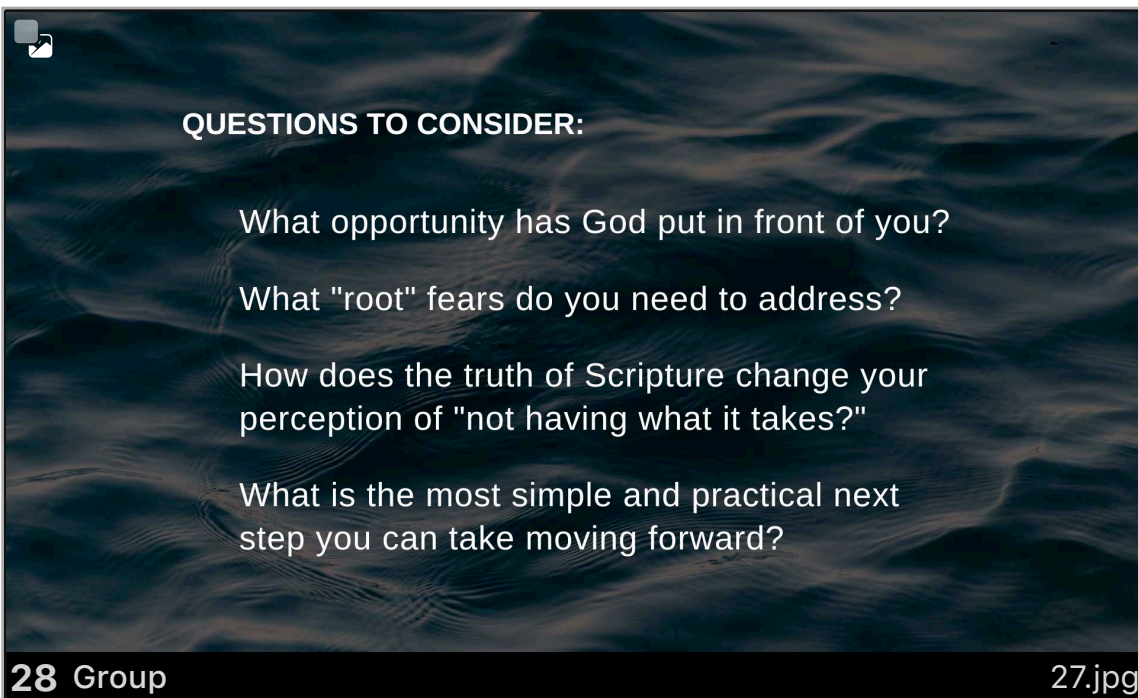 QUESTIONS TO CONSIDER:
What opportunity has God put in front of you?
What "root" fears do you need to address?
How does the truth of Scripture change your
perception of "not having what it takes?"
What is the most simple and practical next
step you can take moving forward?
28 Group
27.jpg